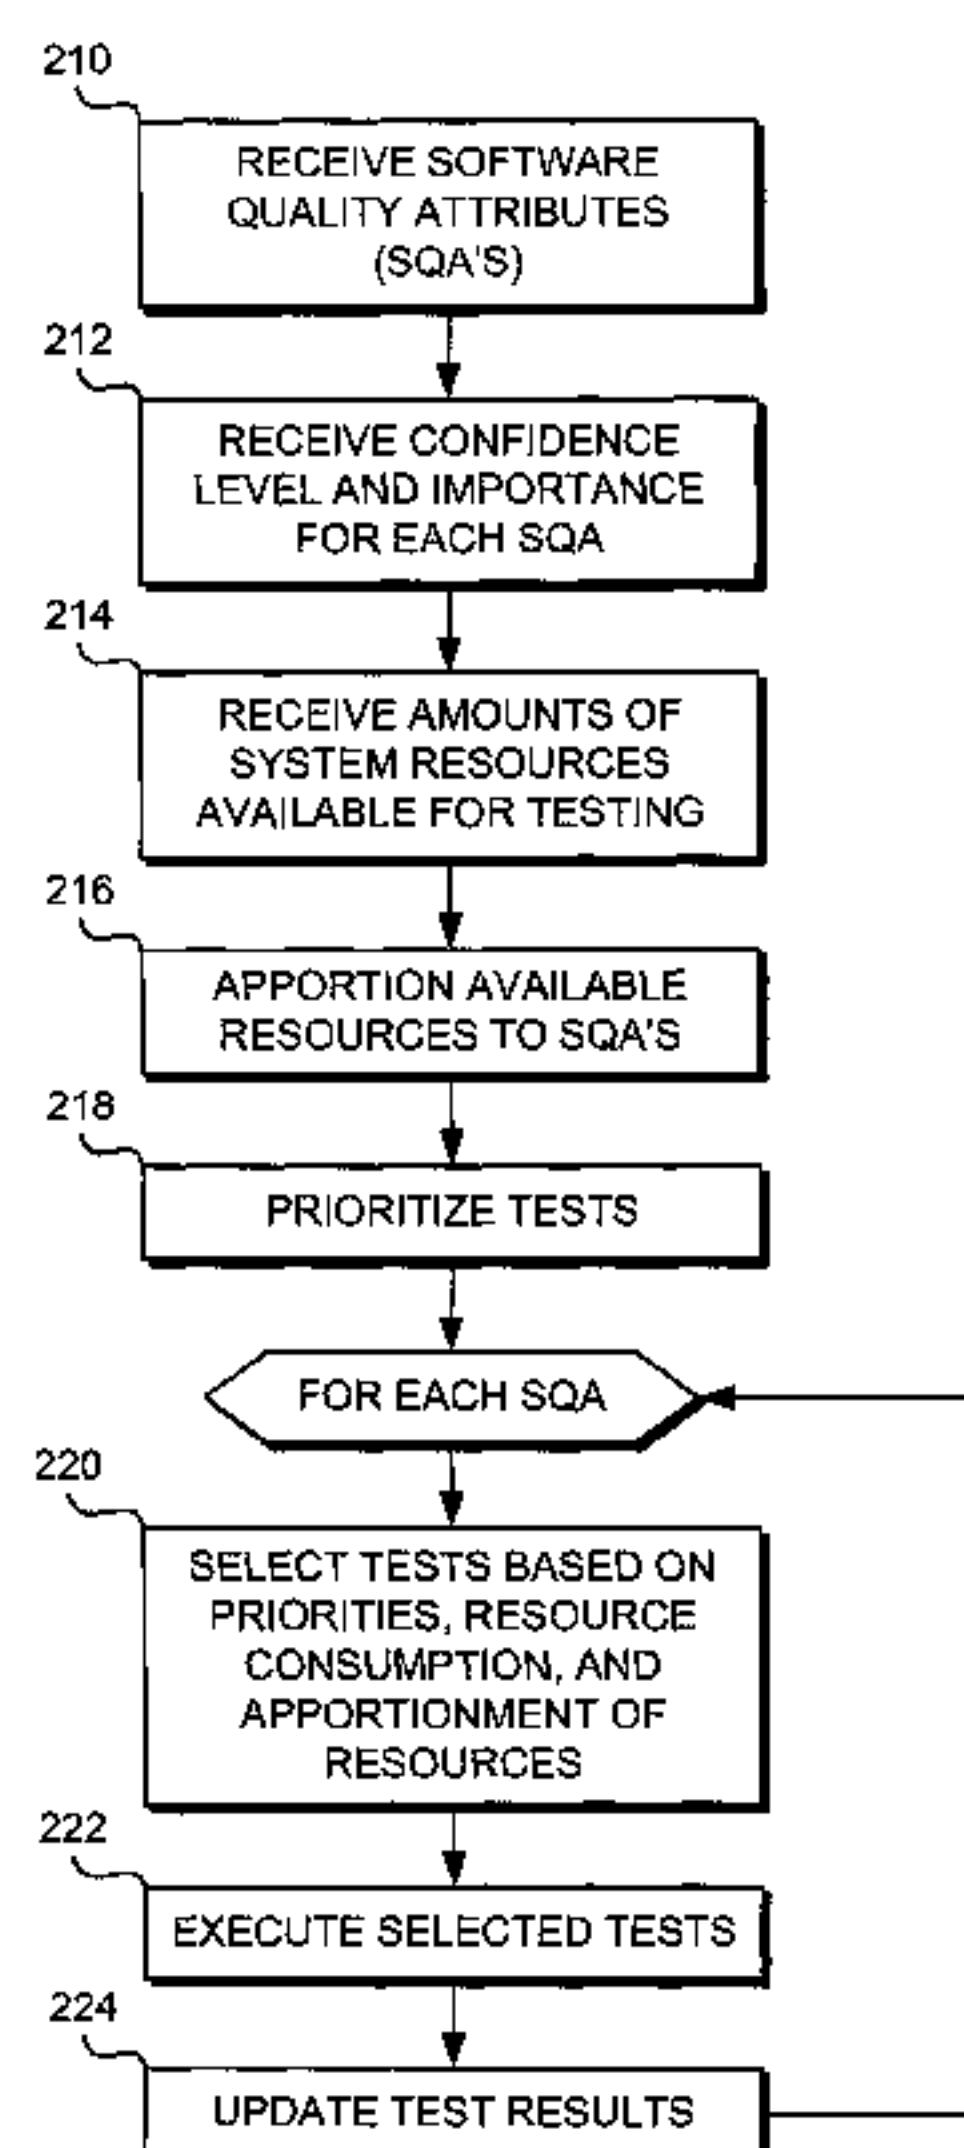 210
RECEIVE SOFTWARE
QUALITY ATTRIBUTES
(SQA'S)
212
RECEIVE CONFIDENCE
LEVEL AND IMPORTANCE
FOR EACH SQA
214
RECEIVE AMOUNTS OF
SYSTEM RESOURCES
AVAILABLE FOR TESTING
216
APPORTION AVAILABLE
RESOURCES TO SQA'S
218
PRIORITIZE TESTS
FOR EACH SQA
220
SELECT TESTS BASED ON
PRIORITIES, RESOURCE
CONSUMPTION, AND
APPORTIONMENT OF
RESOURCES
222
EXECUTE SELECTED TESTS
224
UPDATE TEST RESULTS